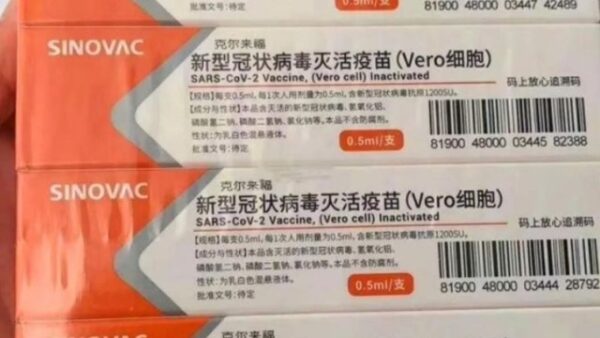 批准文号:待定
0.5ml/支
81900 48000 03447 42489
SINOVAC
克尔来福
新型冠状病毒灭活疫苗(Vero细胞)
SARS-CoV-2 Vaccine, (Vero cell) Inactivated
码上放心追溯码
【规格】每支0.5ml,每1次人用剂量为0.5ml,含新型冠状病毒抗原1200SU。
【成分与性状】本品含灭活的新型冠状病毒、氢氧化铝、
磷酸氢二钠、磷酸二氢钠、氯化钠等。本品不含防腐剂。
性状:为乳白色混悬液体。
批准文号:待定
0.5ml/支
81900 48000 03445 82388
SINOVAC
克尔来福
新型冠状病毒灭活疫苗(Vero细胞)
SARS-CoV-2 Vaccine, (Vero cell) Inactivated
码上放心追溯码
【规格】每支0.5ml,每1次人用剂量为0.5ml,含新型冠状病毒抗原1200SU。
【成分与性状】本品含灭活的新型冠状病毒、氢氧化铝、
磷酸氢二钠、磷酸二氢钠、氯化钠等。本品不含防腐剂。
性状:为乳白色混悬液体。
批准文号:待定
0.5ml/支
81900 48000 03444 28792
克尔来福